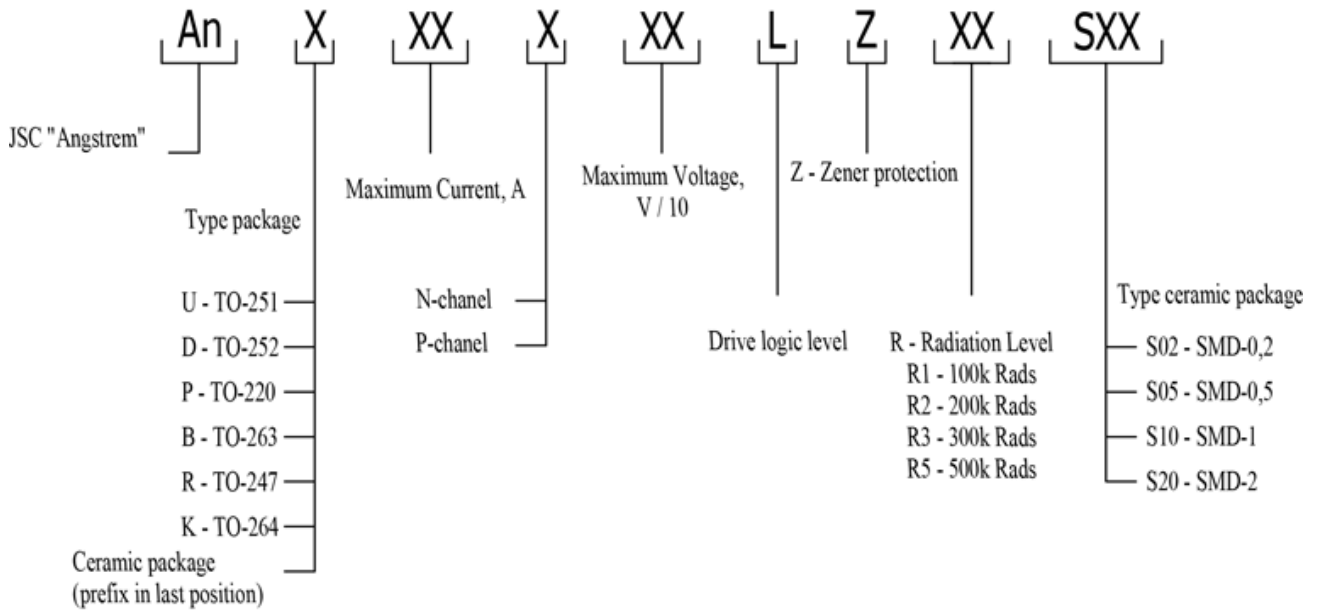 An X XX X XX L Z XX SXX
JSC "Angstrem"
Type package
U - TO-251
D - TO-252
P - TO-220
B - TO-263
R - TO-247
K - TO-264
Ceramic package
(prefix in last position)
Maximum Current, A
N-chanel
P-chanel
Maximum Voltage,
V / 10
Drive logic level
Z - Zener protection
R - Radiation Level
R1 - 100k Rads
R2 - 200k Rads
R3 - 300k Rads
R5 - 500k Rads
Type ceramic package
S02 - SMD-0,2
S05 - SMD-0,5
S10 - SMD-1
S20 - SMD-2